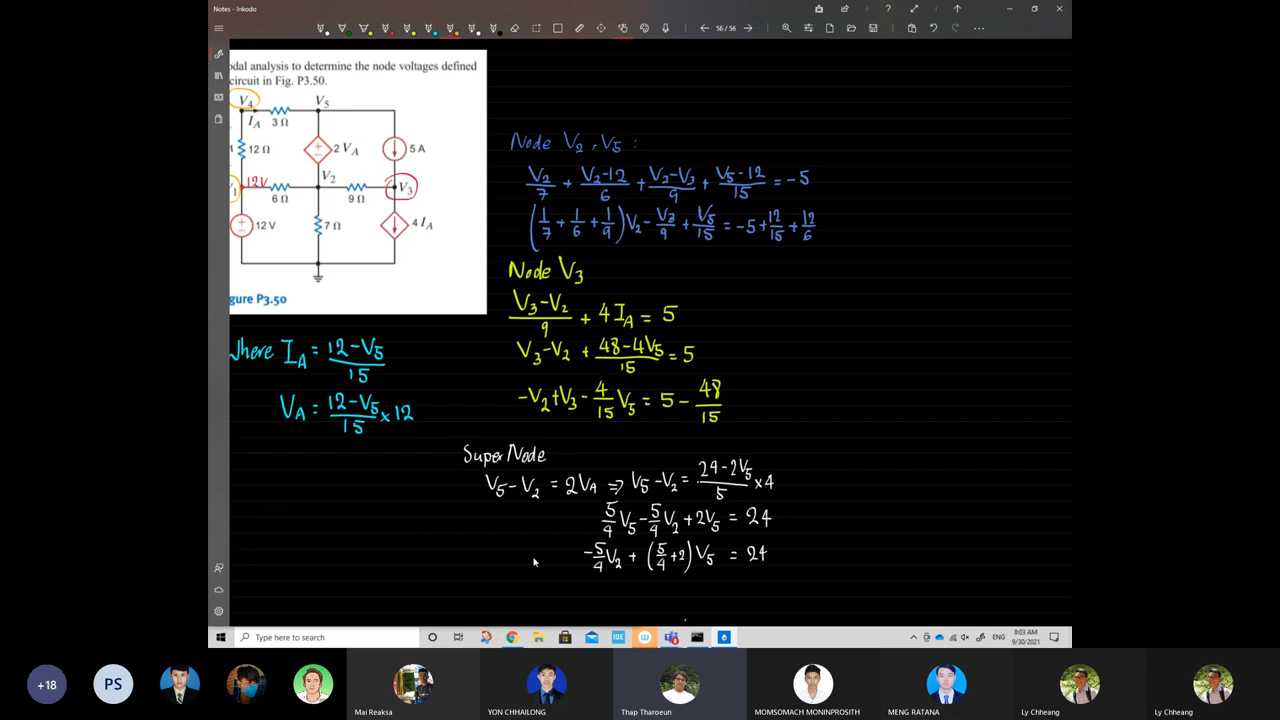 Notes - Inkodo
56/56
odal analysis to determine the node voltages defined
circuit in Fig. P3.50.
V4
V5
IA
3 Ω
12 Ω
2 VA
5 A
12V
V2
V3
6 Ω
9 Ω
12 V
7 Ω
4 IA
gure P3.50
Node V2, V5 :
V2/7 + (V2-12)/6 + (V2-V3)/9 + (V5-12)/15 = -5
(1/7 + 1/6 + 1/9) V2 - V3/9 + V5/15 = -5 + 12/15 + 12/6
Node V3
(V3-V2)/9 + 4IA = 5
V3-V2 + (48-4V5)/15 = 5
-V2+V3 - 4/15 V5 = 5 - 48/15
where IA = (12-V5)/15
VA = (12-V5)/15 × 12
SuperNode
V5-V2 = 2VA => V5-V2 = (24-2V5)/5 ×4
5/4 V5 - 5/4 V2 + 2V5 = 24
-5/4 V2 + (5/4+2) V5 = 24
Type here to search
ENG
8:03 AM
9/30/2021
+18
PS
Mai Reaksa
YON CHHAILONG
Thap Tharoeun
MOMSOMACH MONINPROSITH
MENG RATANA
Ly Chheang
Ly Chheang